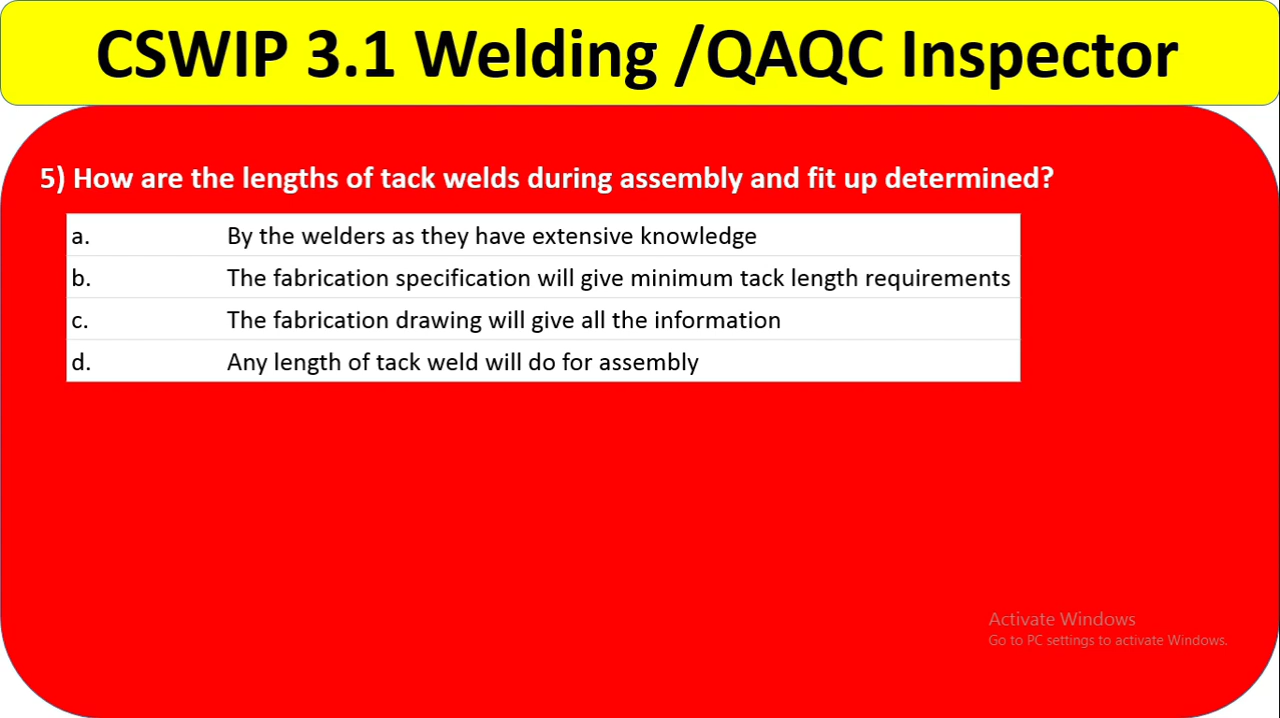 CSWIP 3.1 Welding /QAQC Inspector
5) How are the lengths of tack welds during assembly and fit up determined?
a. By the welders as they have extensive knowledge
b. The fabrication specification will give minimum tack length requirements
c. The fabrication drawing will give all the information
d. Any length of tack weld will do for assembly
Activate Windows
Go to PC settings to activate Windows.